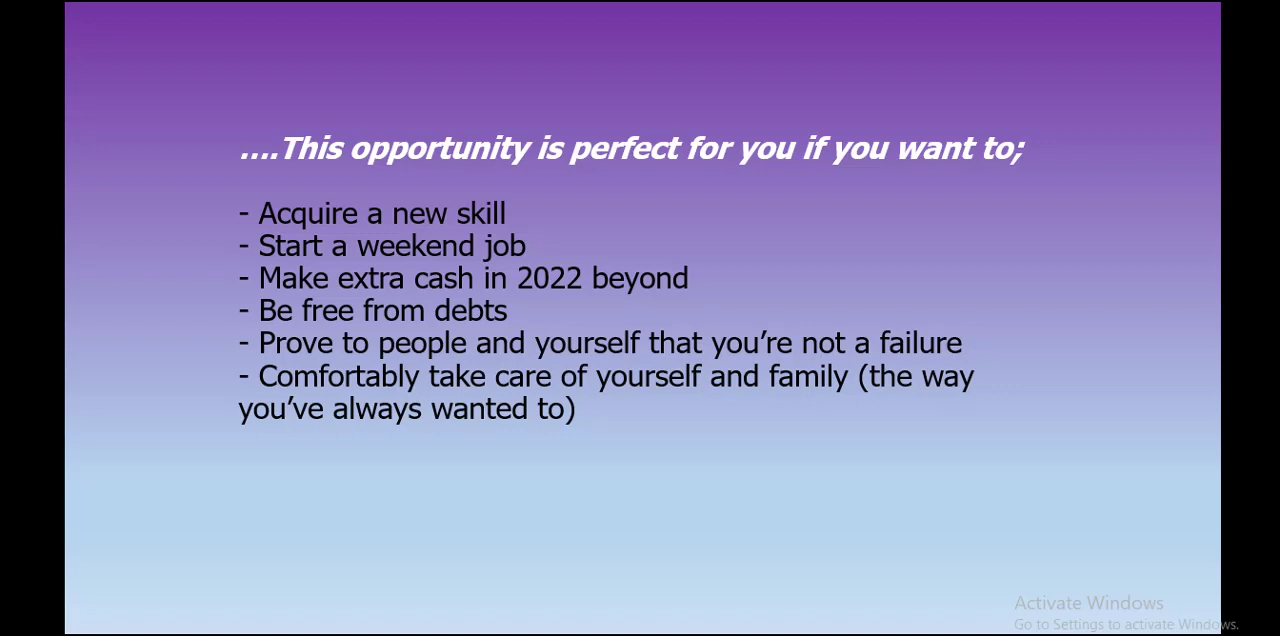 ....This opportunity is perfect for you if you want to;
- Acquire a new skill
- Start a weekend job
- Make extra cash in 2022 beyond
- Be free from debts
- Prove to people and yourself that you’re not a failure
- Comfortably take care of yourself and family (the way
you’ve always wanted to)
Activate Windows
Go to Settings to activate Windows.